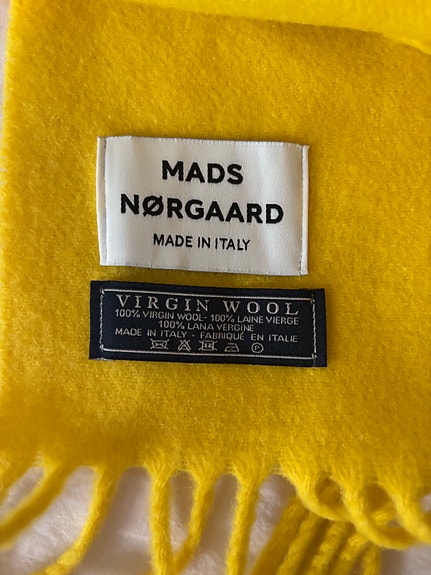 MADS
NØRGAARD
MADE IN ITALY
VIRGIN WOOL
100% VIRGIN WOOL- 100% LAINE VIERGE
100% LANA VERGINE
MADE IN ITALY - FABRIQUÉ EN ITALIE
P